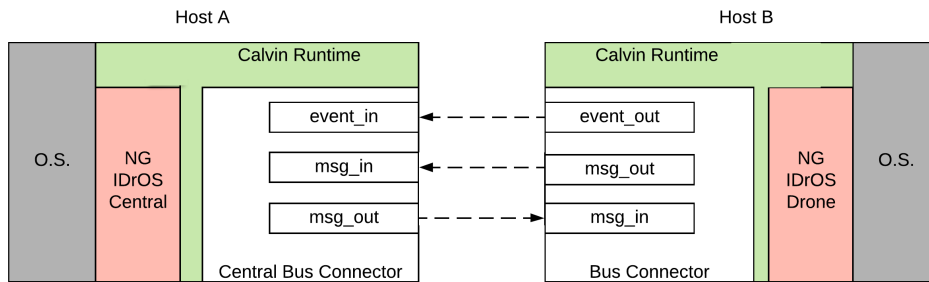 Host A
Host B
Calvin Runtime
Calvin Runtime
event_in
event_out
O.S.
NG
IDrOS
Central
msg_in
msg_out
NG
IDrOS
Drone
O.S.
msg_out
msg_in
Central Bus Connector
Bus Connector